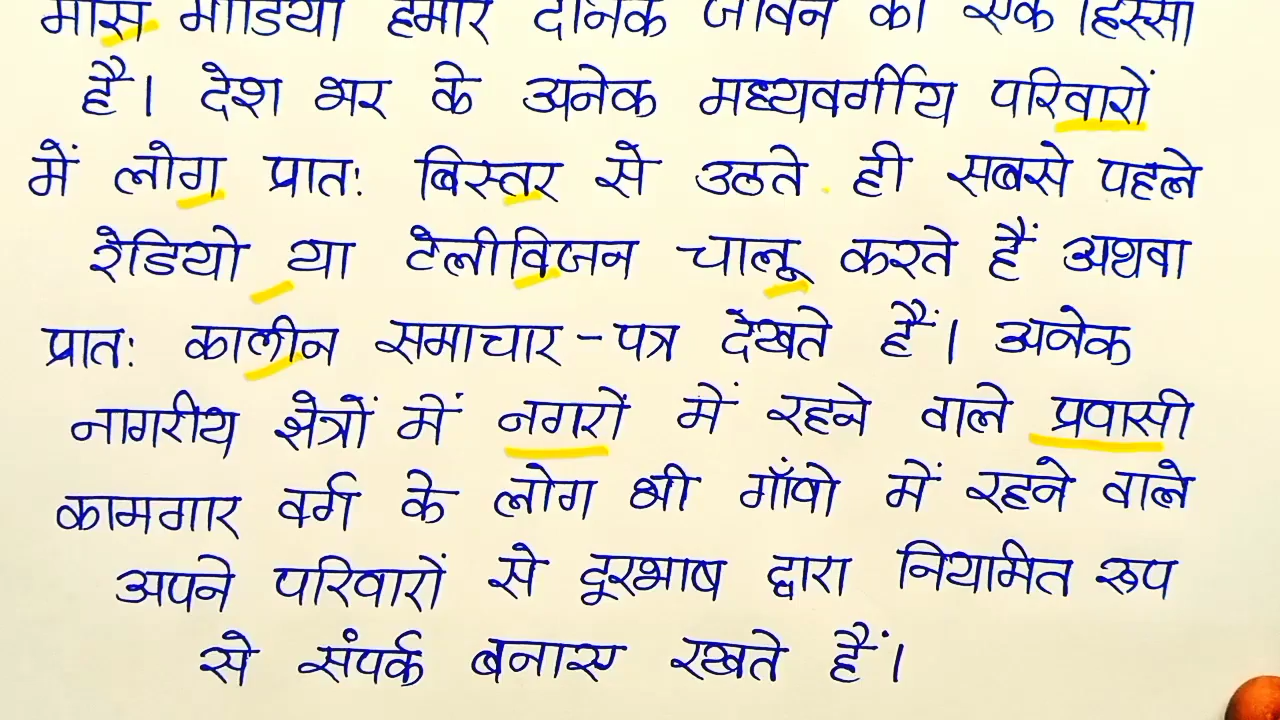 मास मीडिया हमारे दैनिक जीवन का एक हिस्सा
है। देश भर के अनेक मध्यवर्गीय परिवारों
में लोग प्रातः बिस्तर से उठते ही सबसे पहले
रेडियो या टेलीविजन चालू करते हैं अथवा
प्रातः कालीन समाचार-पत्र देखते हैं। अनेक
नागरीय क्षेत्रों में नगरों में रहने वाले प्रवासी
कामगार वर्ग के लोग भी गाँवो में रहने वाले
अपने परिवारों से दूरभाष द्वारा नियमित रूप
से संपर्क बनाए रखते हैं।